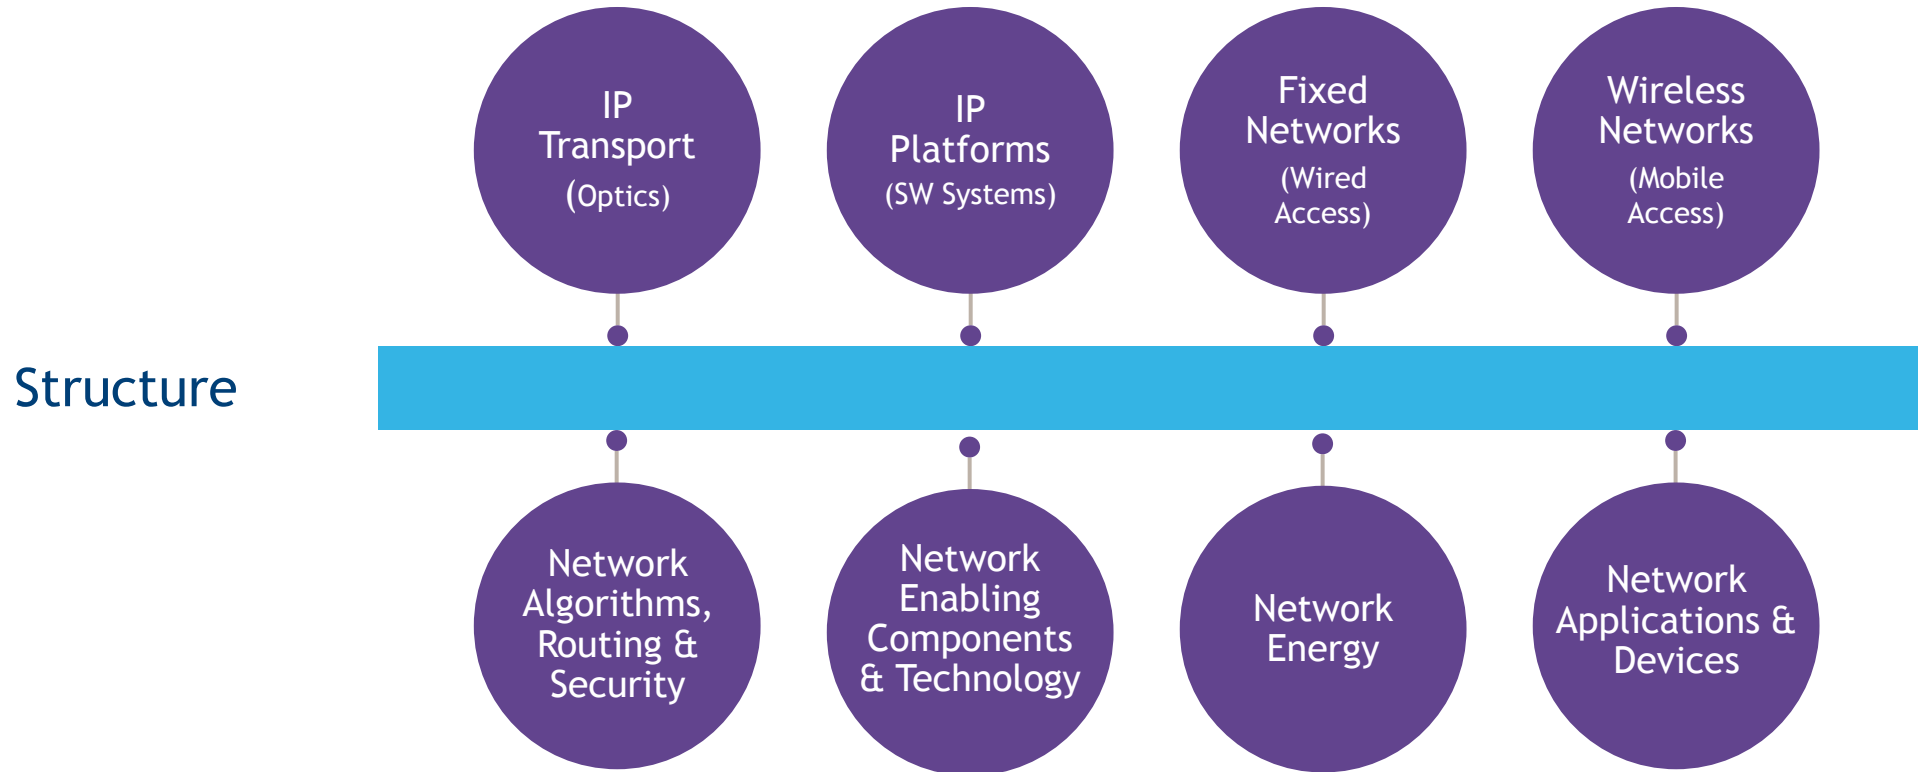 IP
Transport
(Optics)
IP
Platforms
(SW Systems)
Fixed
Networks
(Wired
Access)
Wireless
Networks
(Mobile
Access)
Structure
Network
Algorithms,
Routing &
Security
Network
Enabling
Components
& Technology
Network
Energy
Network
Applications &
Devices